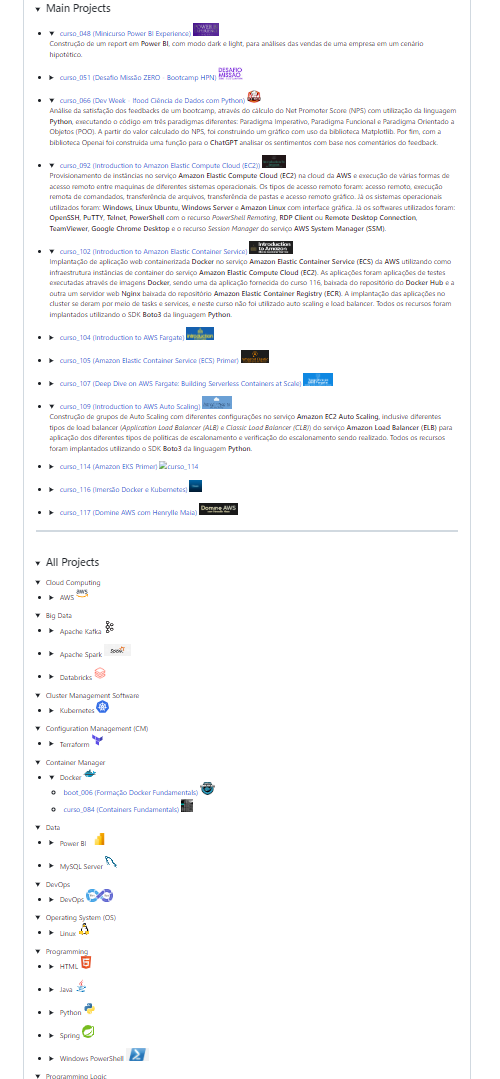 Main Projects
curso_048 (Minicurso Power BI Experience)
Construção de um report em Power BI, com modo dark e light, para análises das vendas de uma empresa em um cenário
hipotético.
curso_051 (Desafio Missão ZERO - Bootcamp HPN) DESAFIO MISSÃO
curso_066 (Dev Week - flood Ciência de Dados com Python)
Análise da satisfação dos feedbacks de um bootcamp, através do cálculo do Net Promoter Score (NPS) com utilização da linguagem
Python, executando o código em três paradigmas diferentes: Paradigma Imperativo, Paradigma Funcional e Paradigma Orientado a
Objetos (POO). A partir do valor calculado do NPS, foi construindo um gráfico com uso da biblioteca Matplotlib. Por fim, com a
biblioteca Openai foi construida uma função para o ChatGPT analisar os sentimentos com base nos comentários do feedback.
curso_092 (Introduction to Amazon Elastic Compute Cloud (EC2))
Provisionamento de instâncias no serviço Amazon Elastic Compute Cloud (EC2) na cloud da AWS e execução de várias formas de
acesso remoto entre maquinas de diferentes sistemas operacionais. Os tipos de acesso remoto foram: acesso remoto, execução
remota de comandos, transferência de arquivos, transferência de pastas e acesso remoto gráfico. Já os sistemas operacionais
utilizados foram: Windows, Linux Ubuntu, Windows Server e Amazon Linux com interface gráfica. Já os softwares utilizados foram:
OpenSSH, PuTTY, Telnet, PowerShell com o recurso PowerShell Remoting, RDP Client ou Remote Desktop Connection,
TeamViewer, Google Chrome Desktop e o recurso Session Manager do serviço AWS System Manager (SSM).
curso_102 (Introduction to Amazon Elastic Container Service) Introduction to Amazon
Implantação de aplicação web containerizada Docker no serviço Amazon Elastic Container Service (ECS) da AWS utilizando como
infraestrutura instâncias de container do serviço Amazon Elastic Compute Cloud (EC2). As aplicações foram aplicações de testes
executadas através de imagens Docker, sendo uma da aplicação fornecida do curso 116, baixada do repositório do Docker Hub e a
outra um servidor web Nginx baixada do repositório Amazon Elastic Container Registry (ECR). A implantação das aplicações no
cluster se deram por meio de tasks e services, e neste curso não foi utilizado auto scaling e load balancer. Todos os recursos foram
implantados utilizando o SDK Boto3 da linguagem Python.
curso_104 (Introduction to AWS Fargate)
curso_105 (Amazon Elastic Container Service (ECS) Primer)
curso_107 (Deep Dive on AWS Fargate: Building Serverless Containers at Scale)
curso_109 (Introduction to AWS Auto Scaling)
Construção de grupos de Auto Scaling com diferentes configurações no serviço Amazon EC2 Auto Scaling, inclusive diferentes
tipos de load balancer (Application Load Balancer (ALB) e Classic Load Balancer (CLB)) do serviço Amazon Load Balancer (ELB) para
aplicação dos diferentes tipos de políticas de escalonamento e verificação do escalonamento sendo realizado. Todos os recursos
foram implantados utilizando o SDK Boto3 da linguagem Python.
curso_114 (Amazon EKS Primer) curso_114
curso_116 (Imersão Docker e Kubernetes)
curso_117 (Domine AWS com Henrylle Maia) Domine AWS
All Projects
Cloud Computing
AWS aws
Big Data
Apache Kafka
Apache Spark Spark
Databricks
Cluster Management Software
Kubernetes
Configuration Management (CM)
Terraform
Container Manager
Docker
boot_006 (Formação Docker Fundamentals)
curso_084 (Containers Fundamentals)
Data
Power BI
MySQL Server
DevOps
DevOps
Operating System (OS)
Linux
Programming
HTML
Java
Python
Spring
Windows PowerShell
Programming Logic